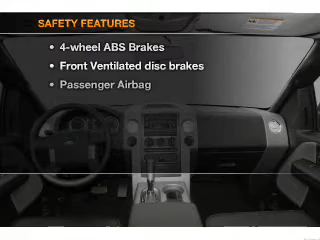 SAFETY FEATURES
• 4-wheel ABS Brakes
• Front Ventilated disc brakes
• Passenger Airbag